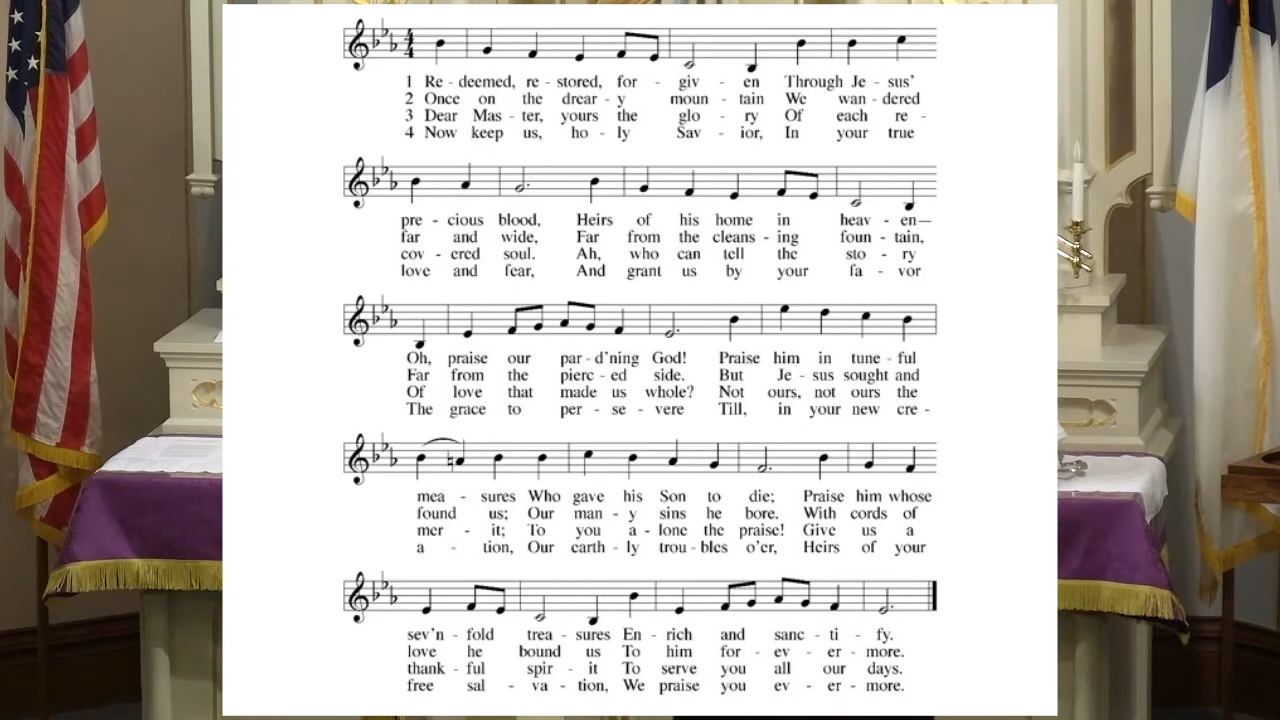 1 Re - deemed, re - stored, for - giv - en Through Je - sus'
2 Once on the drear - y moun - tain We wan - dered
3 Dear Mas - ter, yours the glo - ry Of each re -
4 Now keep us, ho - ly Sav - ior, In your true
pre - cious blood, Heirs of his home in heav - en—
far and wide, Far from the cleans - ing foun - tain,
cov - ered soul. Ah, who can tell the sto - ry
love and fear, And grant us by your fa - vor
Oh, praise our par - d'ning God! Praise him in tune - ful
Far from the pierc - ed side. But Je - sus sought and
Of love that made us whole? Not ours, not ours the
The grace to per - se - vere Till, in your new cre -
mea - sures Who gave his Son to die; Praise him whose
found us; Our man - y sins he bore. With cords of
mer - it; To you a - lone the praise! Give us a
a - tion, Our earth - ly trou - bles o'er, Heirs of your
sev'n - fold trea - sures En - rich and sanc - ti - fy.
love he bound us To him for - ev - er - more.
thank - ful spir - it To serve you all our days.
free sal - va - tion, We praise you ev - er - more.